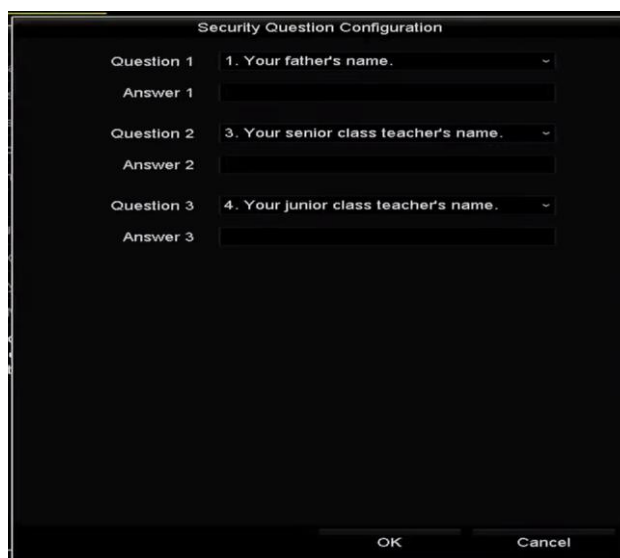 Security Question Configuration
Question 1 1. Your father's name.
Answer 1
Question 2 3. Your senior class teacher's name.
Answer 2
Question 3 4. Your junior class teacher's name.
Answer 3
OK Cancel